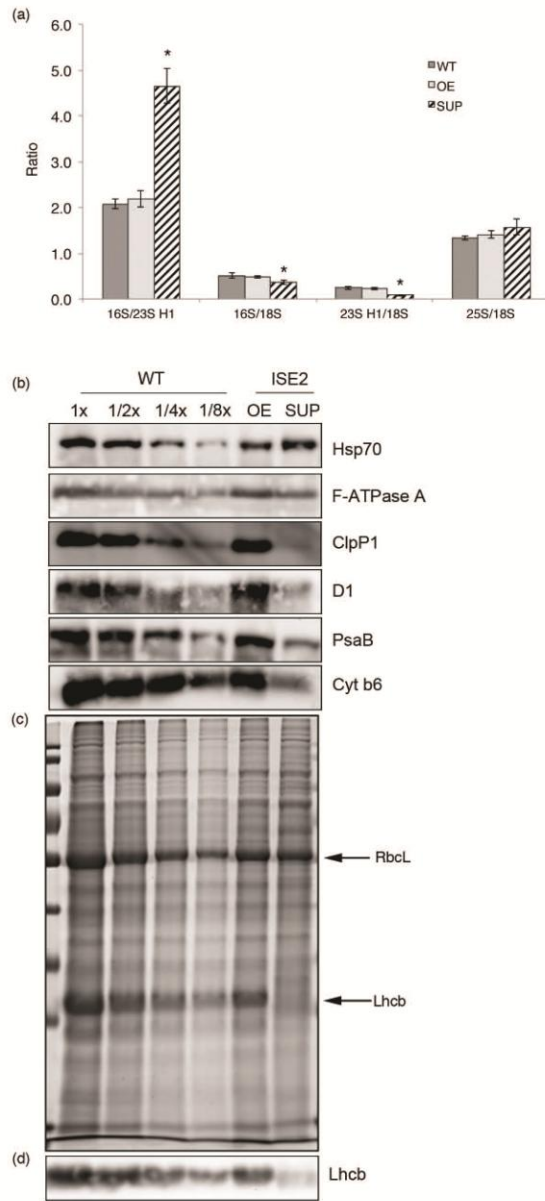 (a)
6.0
5.0
4.0
3.0
2.0
1.0
0.0
Ratio
*
*
*
WT
OE
SUP
16S/23S H1
16S/18S
23S H1/18S
25S/18S
(b)
WT
ISE2
1x 1/2x 1/4x 1/8x OE SUP
Hsp70
F-ATPase A
ClpP1
D1
PsaB
Cyt b6
(c)
RbcL
Lhcb
(d)
Lhcb